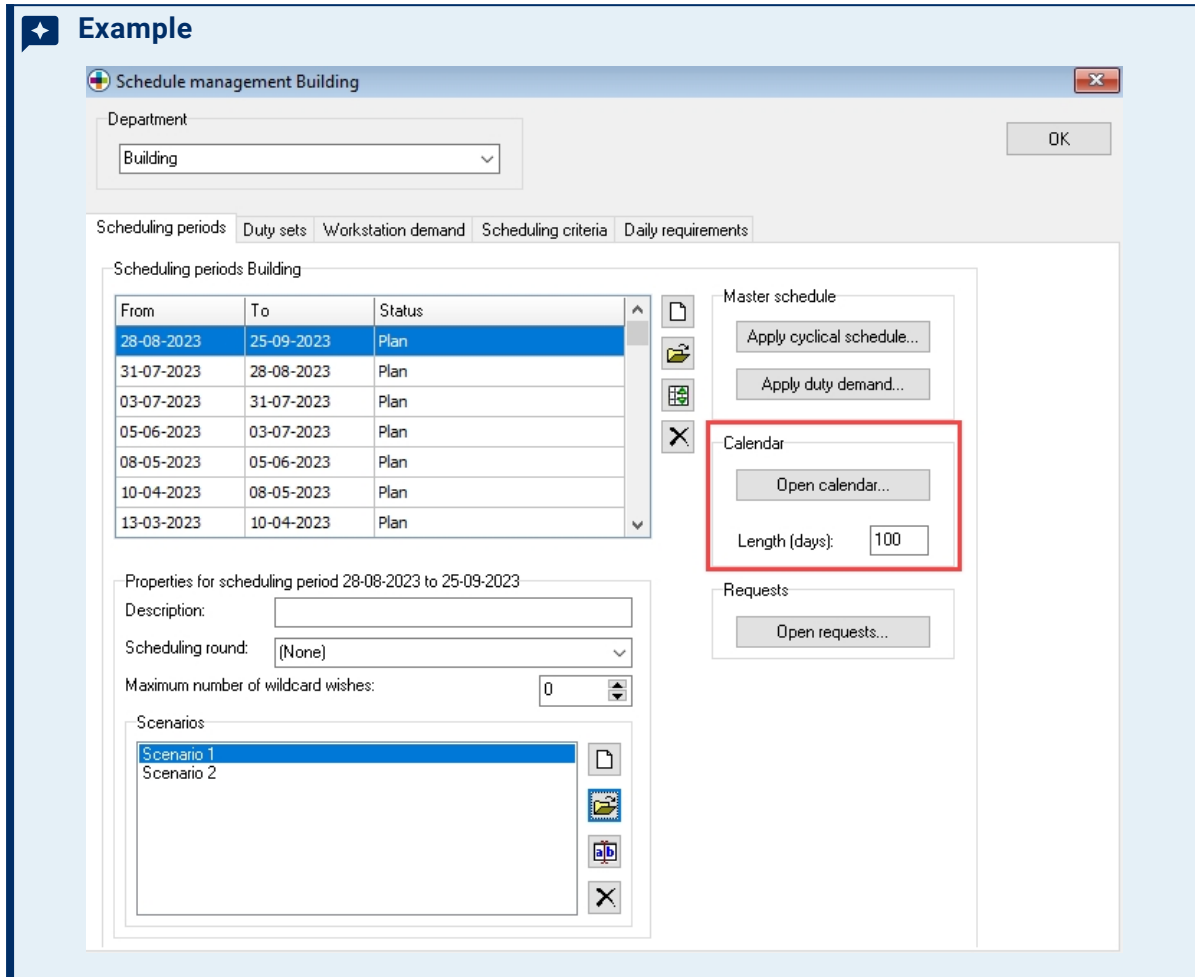 Example
Schedule management Building
Department
Building
OK
Scheduling periods Duty sets Workstation demand Scheduling criteria Daily requirements
Scheduling periods Building
From To Status
28-08-2023 25-09-2023 Plan
31-07-2023 28-08-2023 Plan
03-07-2023 31-07-2023 Plan
05-06-2023 03-07-2023 Plan
08-05-2023 05-06-2023 Plan
10-04-2023 08-05-2023 Plan
13-03-2023 10-04-2023 Plan
Master schedule
Apply cyclical schedule...
Apply duty demand...
Calendar
Open calendar...
Length (days): 100
Requests
Open requests...
Properties for scheduling period 28-08-2023 to 25-09-2023
Description:
Scheduling round: (None)
Maximum number of wildcard wishes: 0
Scenarios
Scenario 1
Scenario 2
ab